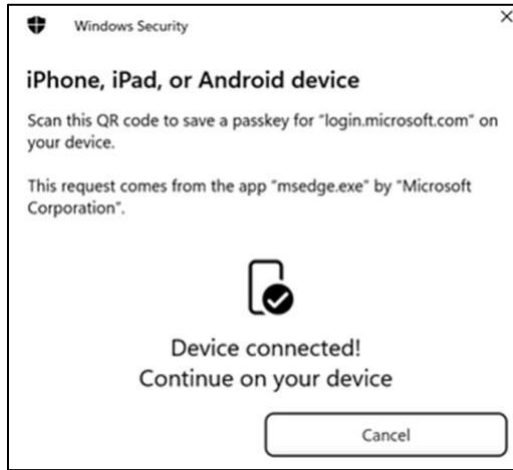 Windows Security
iPhone, iPad, or Android device
Scan this QR code to save a passkey for "login.microsoft.com" on
your device.
This request comes from the app "msedge.exe" by "Microsoft
Corporation".
Device connected!
Continue on your device
Cancel